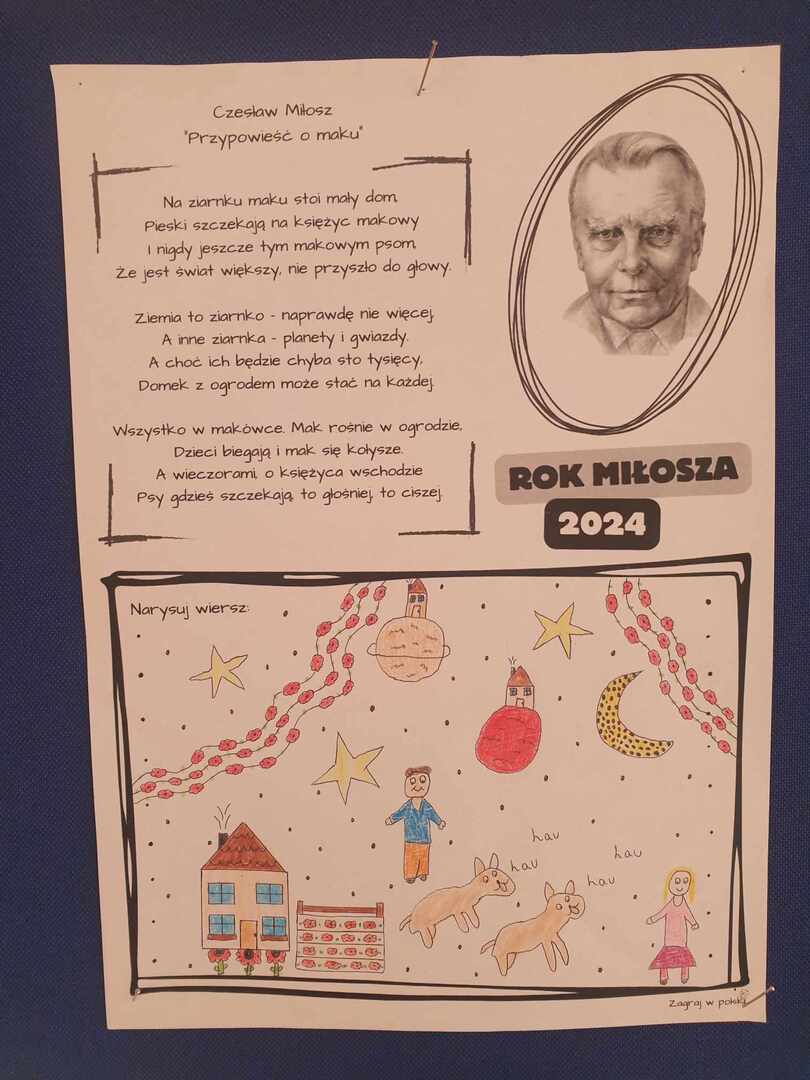 Czesław Miłosz
"Przypowieść o maku"
Na ziarnku maku stoi mały dom,
Pieski szczekają na księżyc makowy
I nigdy jeszcze tym makowym psom,
Że jest świat większy, nie przyszło do głowy.
Ziemia to ziarnko - naprawdę nie więcej,
A inne ziarnka - planety i gwiazdy.
A choć ich będzie chyba sto tysięcy,
Domek z ogrodem może stać na każdej.
Wszystko w makówce. Mak rośnie w ogrodzie,
Dzieci biegają i mak się kołysze.
A wieczorami, o księżyca wschodzie
Psy gdzieś szczekają, to głośniej, to ciszej.
ROK MIŁOSZA
2024
Narysuj wiersz:
hau
hau
hau
hau
Zagraj w polski